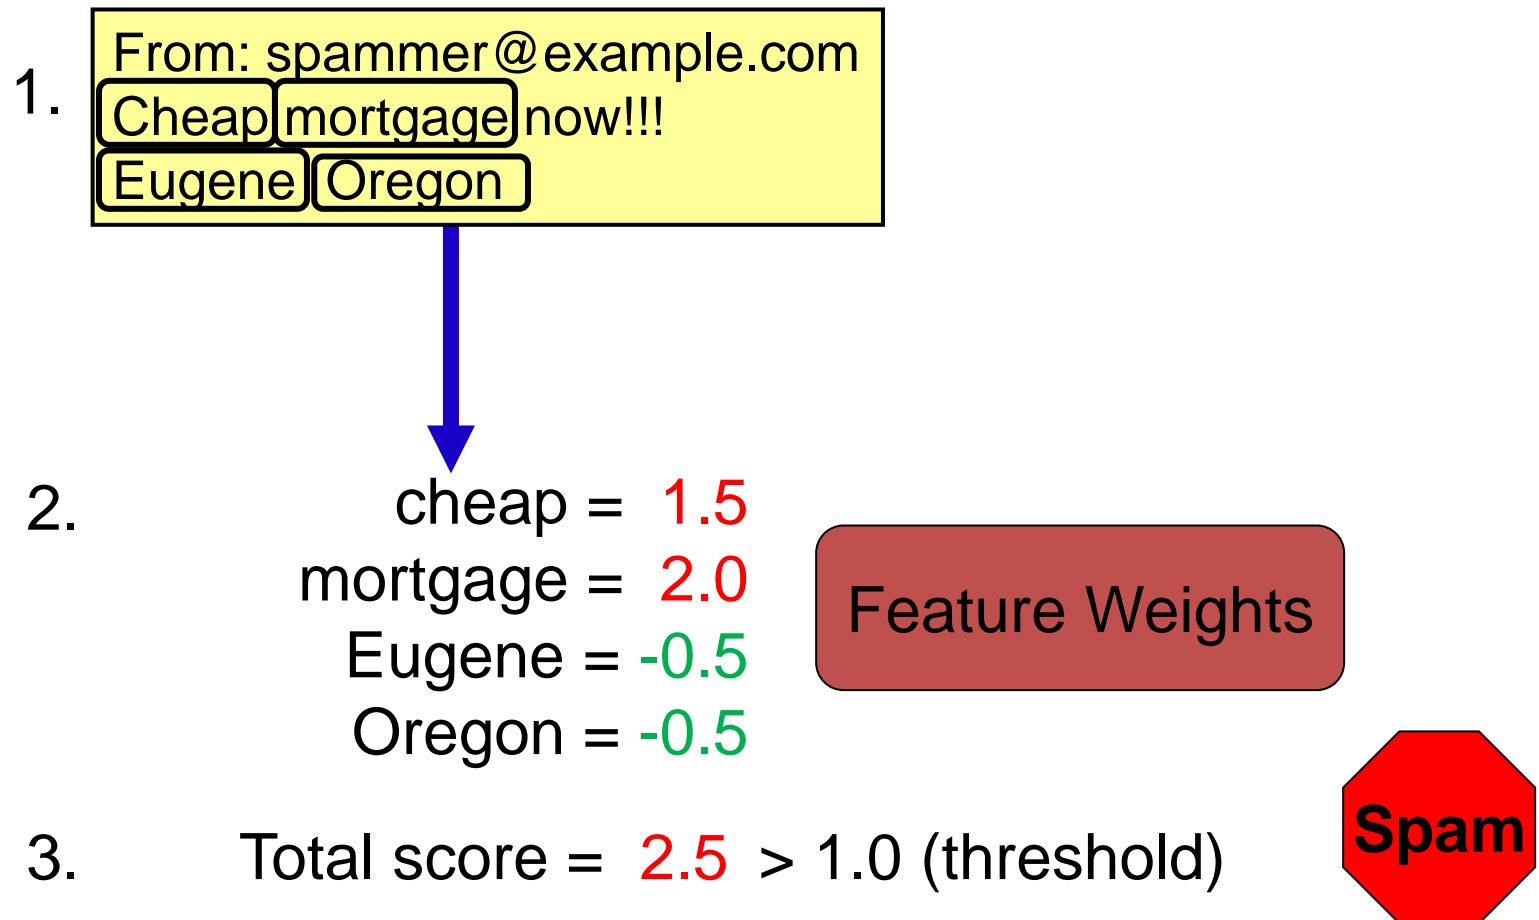 1.
From: spammer@example.com
Cheap mortgage now!!!
Eugene Oregon
2.
cheap = 1.5
mortgage = 2.0
Eugene = -0.5
Oregon = -0.5
Feature Weights
3.
Total score = 2.5 > 1.0 (threshold)
Spam